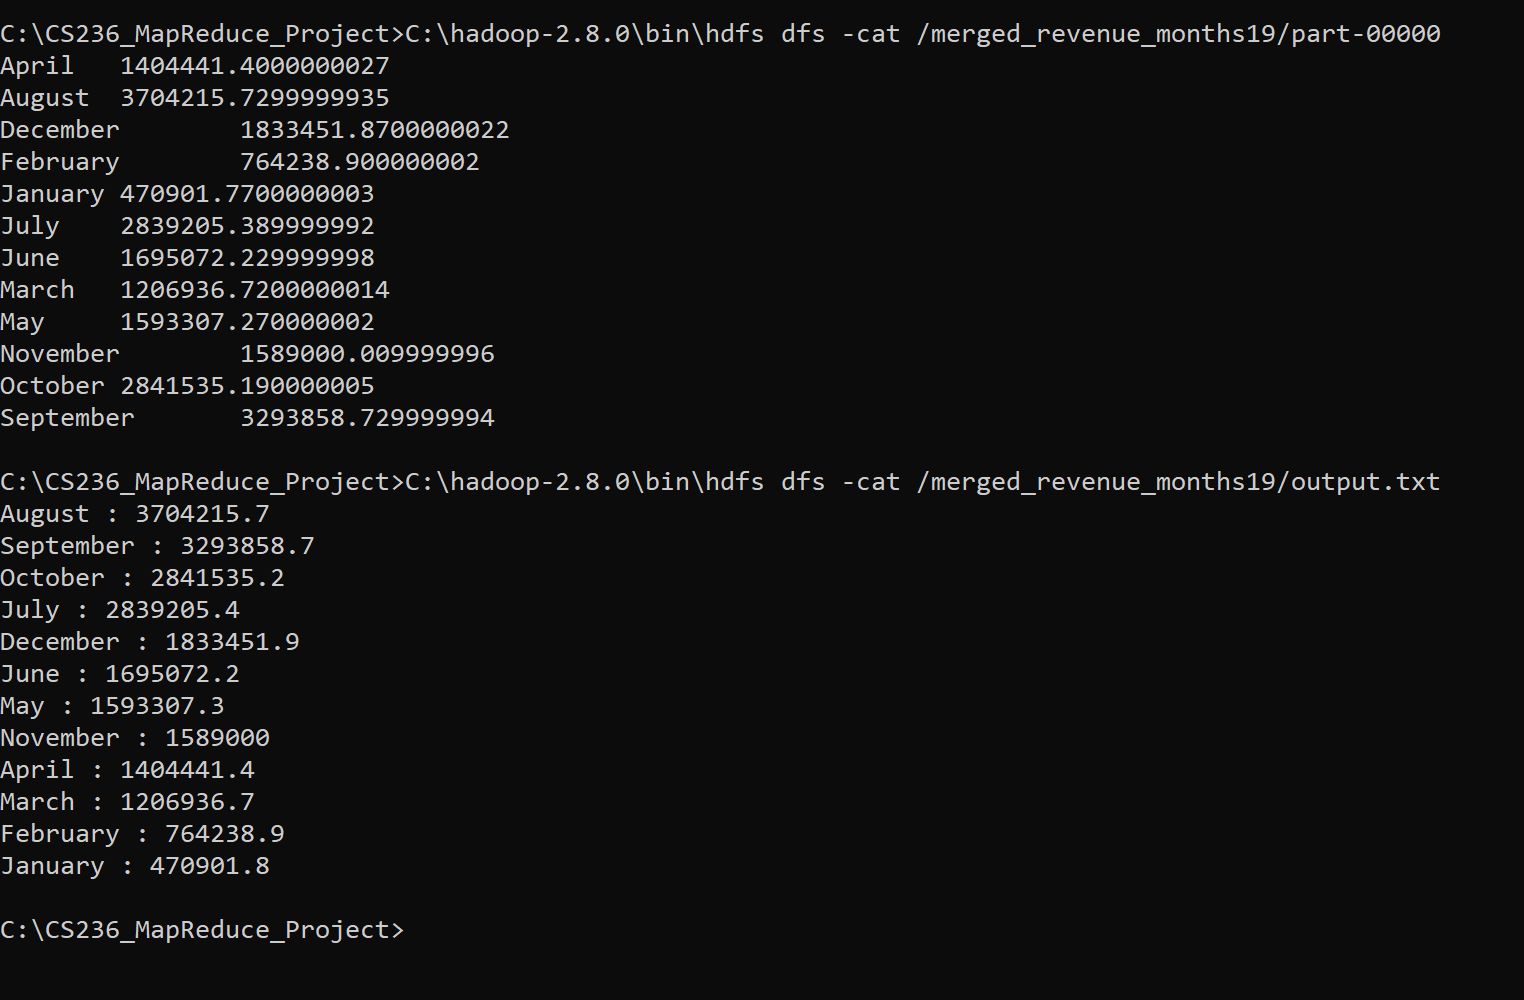 C:\CS236_MapReduce_Project>C:\hadoop-2.8.0\bin\hdfs dfs -cat /merged_revenue_months19/part-00000
April   1404441.4000000027
August  3704215.7299999935
December        1833451.8700000022
February        764238.900000002
January 470901.7700000003
July    2839205.389999992
June    1695072.229999998
March   1206936.7200000014
May     1593307.270000002
November        1589000.009999996
October 2841535.190000005
September       3293858.729999994
C:\CS236_MapReduce_Project>C:\hadoop-2.8.0\bin\hdfs dfs -cat /merged_revenue_months19/output.txt
August : 3704215.7
September : 3293858.7
October : 2841535.2
July : 2839205.4
December : 1833451.9
June : 1695072.2
May : 1593307.3
November : 1589000
April : 1404441.4
March : 1206936.7
February : 764238.9
January : 470901.8
C:\CS236_MapReduce_Project>